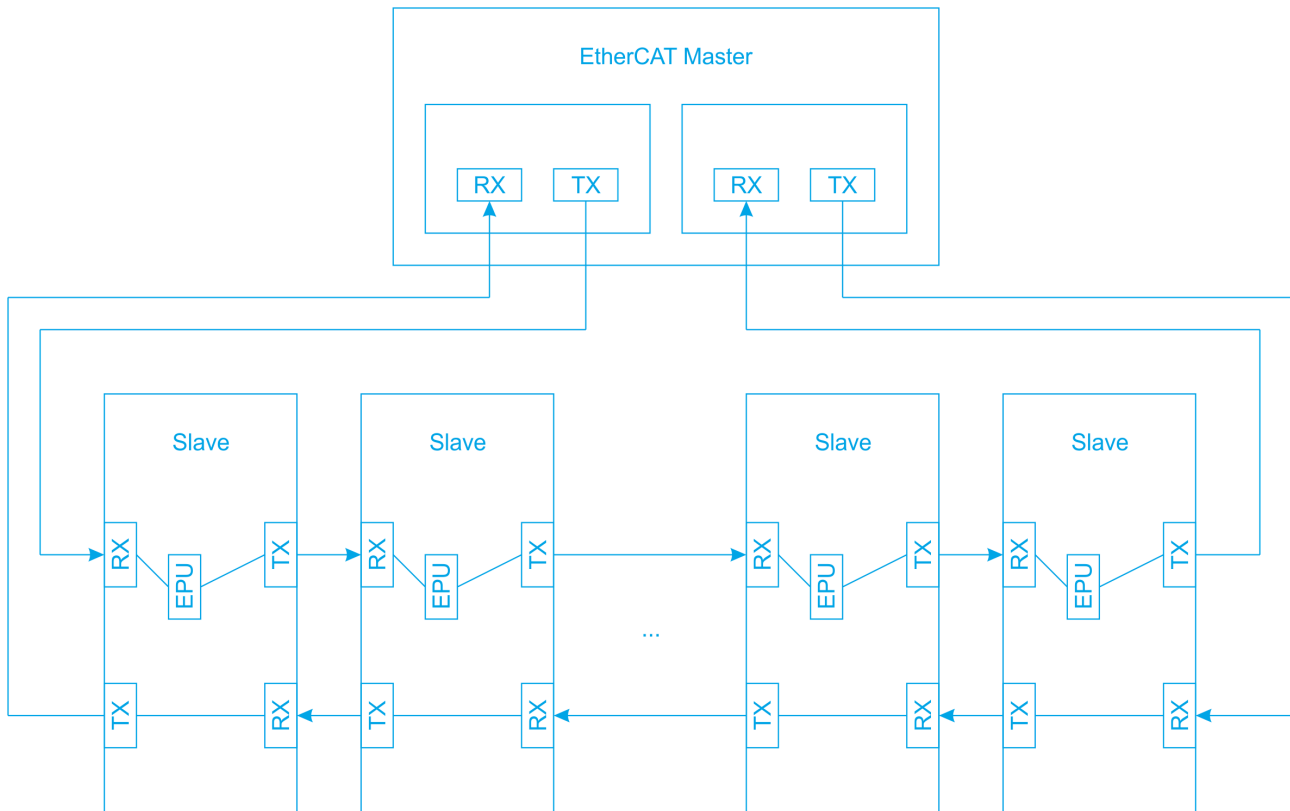 EtherCAT Master
RX TX RX TX
Slave Slave Slave Slave
RX TX RX TX RX TX RX TX
EPU EPU EPU EPU
...
TX RX TX RX TX RX TX RX